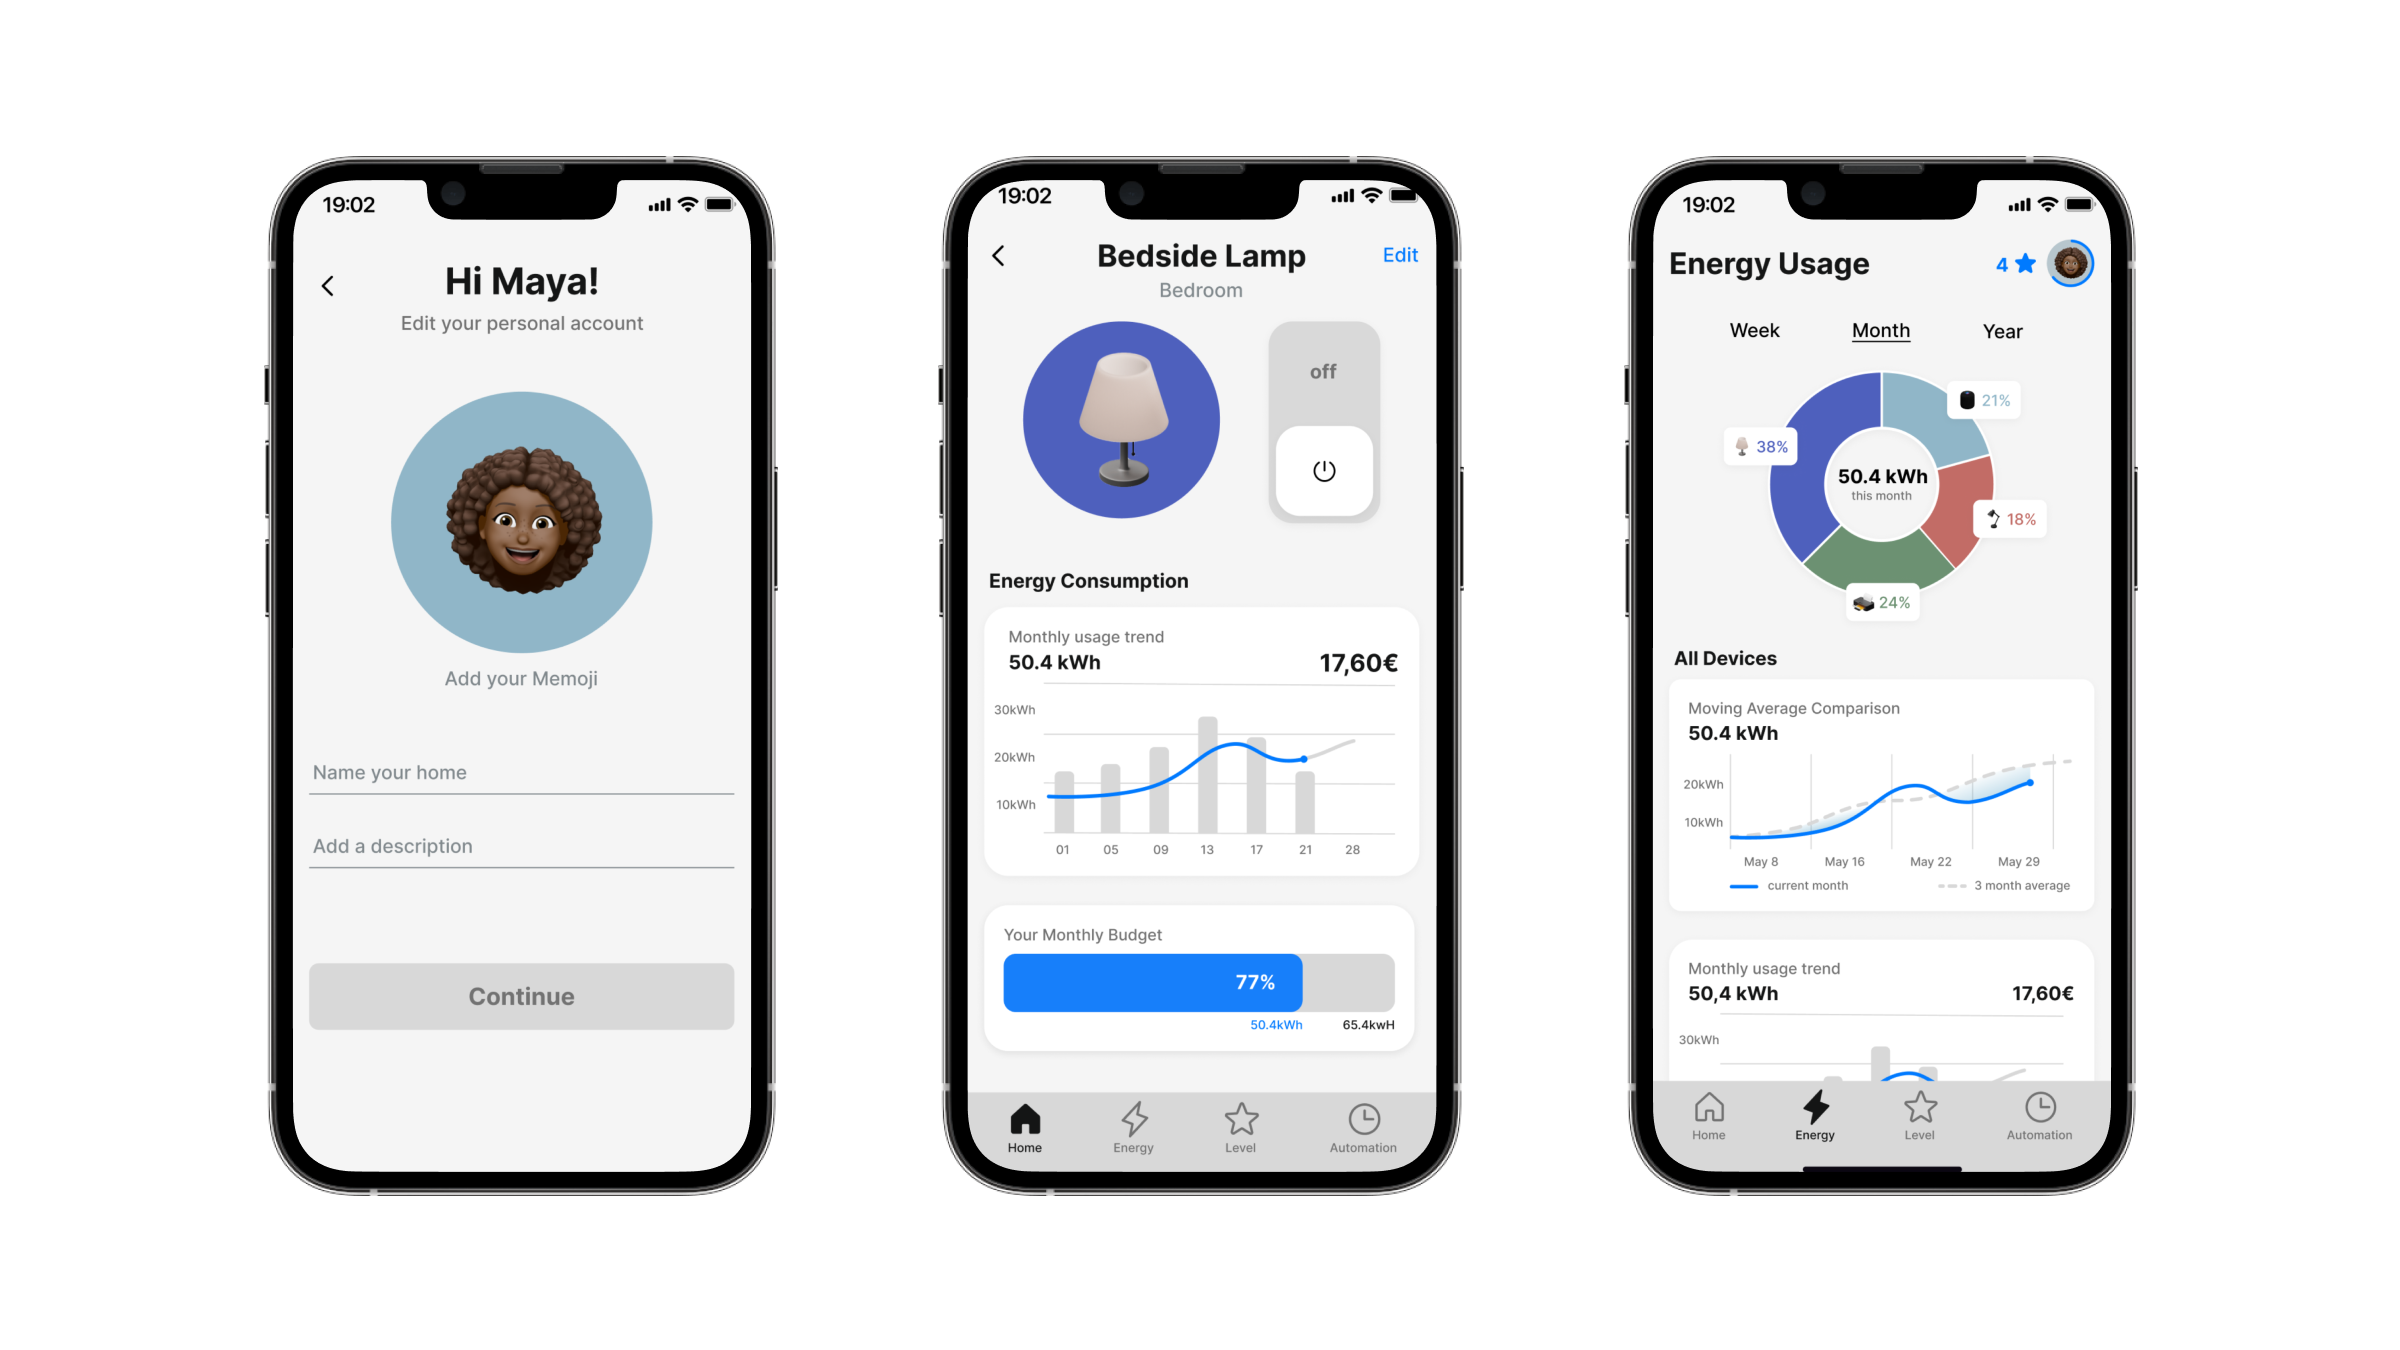 19:02
Hi Maya!
Edit your personal account
Add your Memoji
Name your home
Add a description
Continue
19:02
Bedside Lamp
Edit
Bedroom
off
Energy Consumption
Monthly usage trend
50.4 kWh
17,60€
30kWh
20kWh
10kWh
01 05 09 13 17 21 28
Your Monthly Budget
77%
50.4kWh 65.4kwH
Home Energy Level Automation
19:02
Energy Usage
4
Week Month Year
21%
38%
50.4 kWh
this month
18%
24%
All Devices
Moving Average Comparison
50.4 kWh
20kWh
10kWh
May 8 May 16 May 22 May 29
current month 3 month average
Monthly usage trend
50,4 kWh 17,60€
30kWh
Home Energy Level Automation